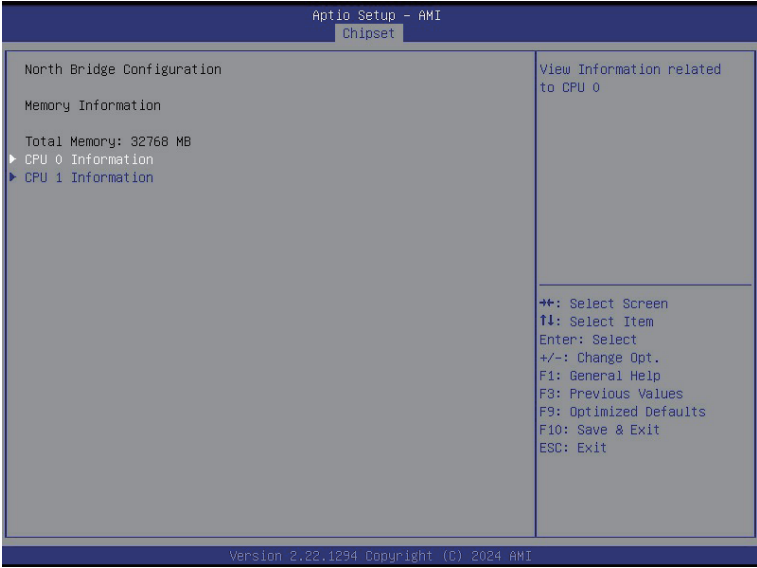 Aptio Setup – AMI
Chipset
North Bridge Configuration
Memory Information
Total Memory: 32768 MB
▶ CPU 0 Information
▶ CPU 1 Information
View Information related
to CPU 0
→←: Select Screen
↑↓: Select Item
Enter: Select
+/-: Change Opt.
F1: General Help
F3: Previous Values
F9: Optimized Defaults
F10: Save & Exit
ESC: Exit
Version 2.22.1294 Copyright (C) 2024 AMI